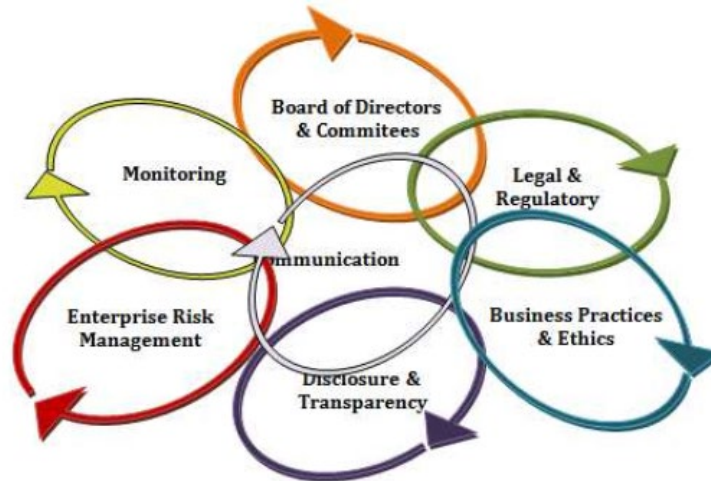 Board of Directors
& Commitees
Monitoring
Legal &
Regulatory
ommunication
Enterprise Risk
Management
Business Practices
& Ethics
Disclosure &
Transparency